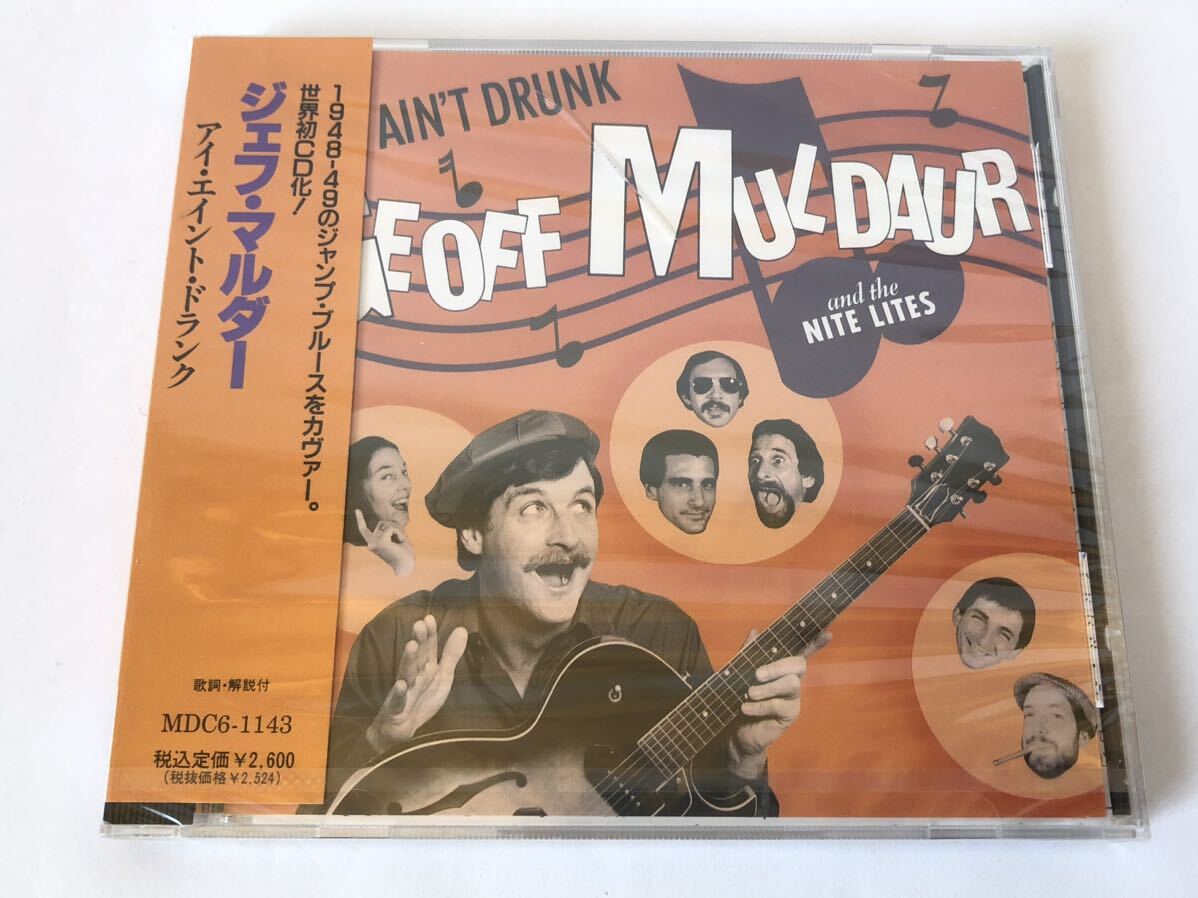 1948-49のジャンプ・ブルースをカヴァー。
世界初CD化!
ジェフ・マルダー
アイ・エイント・ドランク
歌詞・解説付
MDC6-1143
税込定価¥2,600
(税抜価格¥2,524)
AIN'T DRUNK
GEOFF MULDAUR
and the
NITE LITES